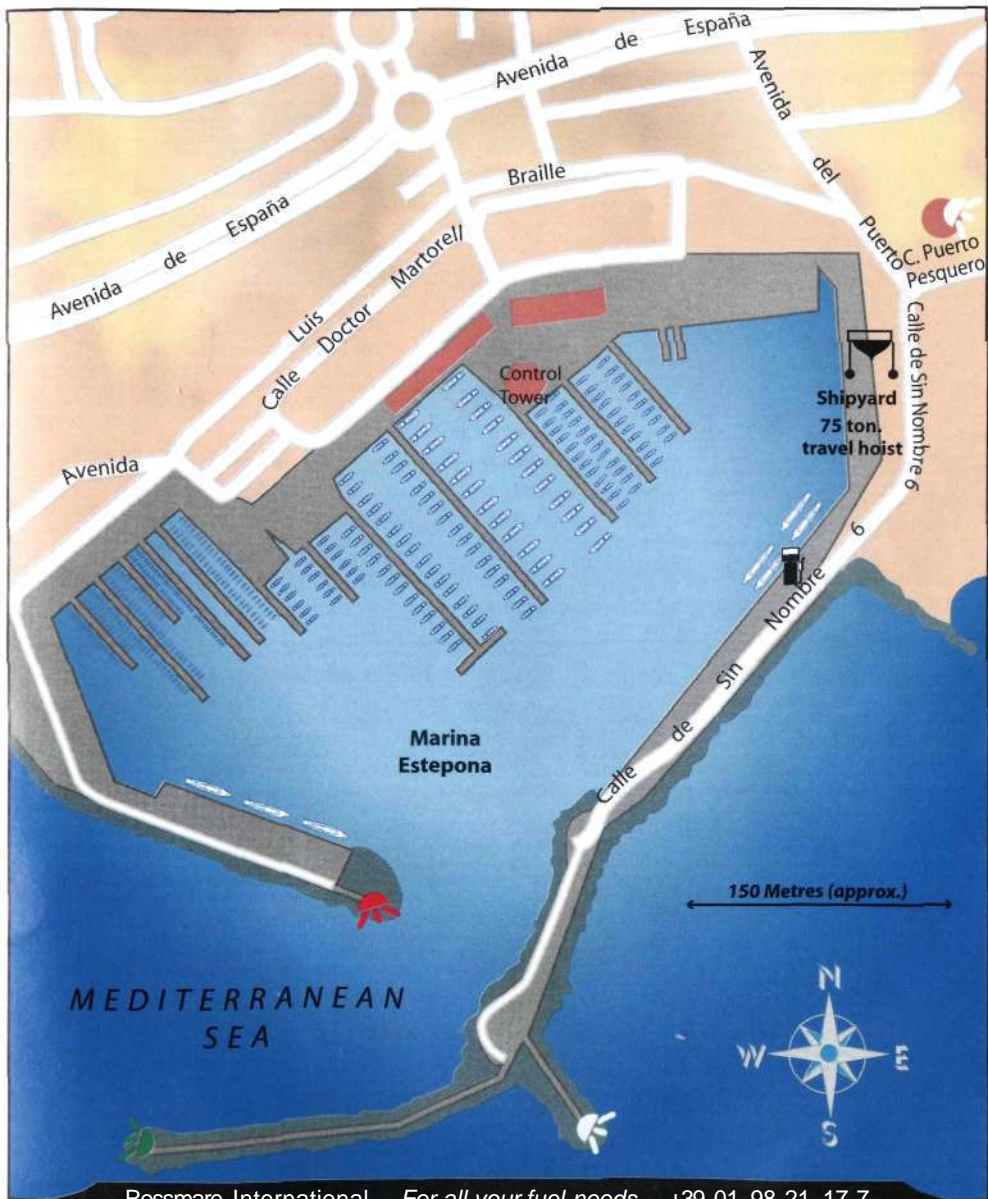 Avenida de España
Avenida del Puerto
Braille
Avenida de España
C. Puerto
Pesquero
Calle Doctor Martorell
Avenida Luis
Calle de Sin Nombre 6
Control
Tower
Shipyard
75 ton.
travel hoist
Calle de Sin Nombre 6
Marina
Estepona
150 Metres (approx.)
MEDITERRANEAN
SEA
N
W E
S
International For all your fuel needs